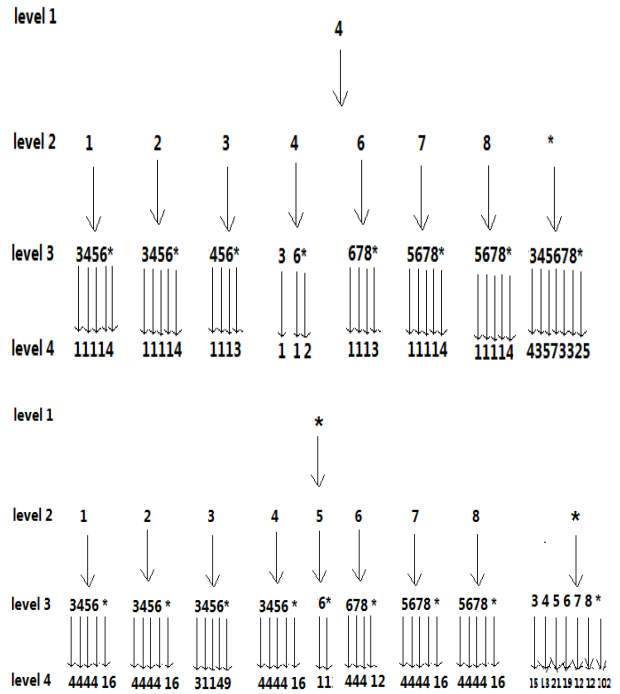 level 1
4
level 2 1 2 3 4 6 7 8 *
level 3 3456* 3456* 456* 3 6* 678* 5678* 5678* 345678*
level 4 11114 11114 1113 1 1 2 1113 11114 11114 43573325
level 1
*
level 2 1 2 3 4 5 6 7 8 *
level 3 3456 * 3456 * 3456* 3456 * 6* 678 * 5678 * 5678 * 3 4 5 6 7 8 *
level 4 4444 16 4444 16 31149 4444 16 11 444 12 4444 16 4444 16 15 21 19 12 12 102